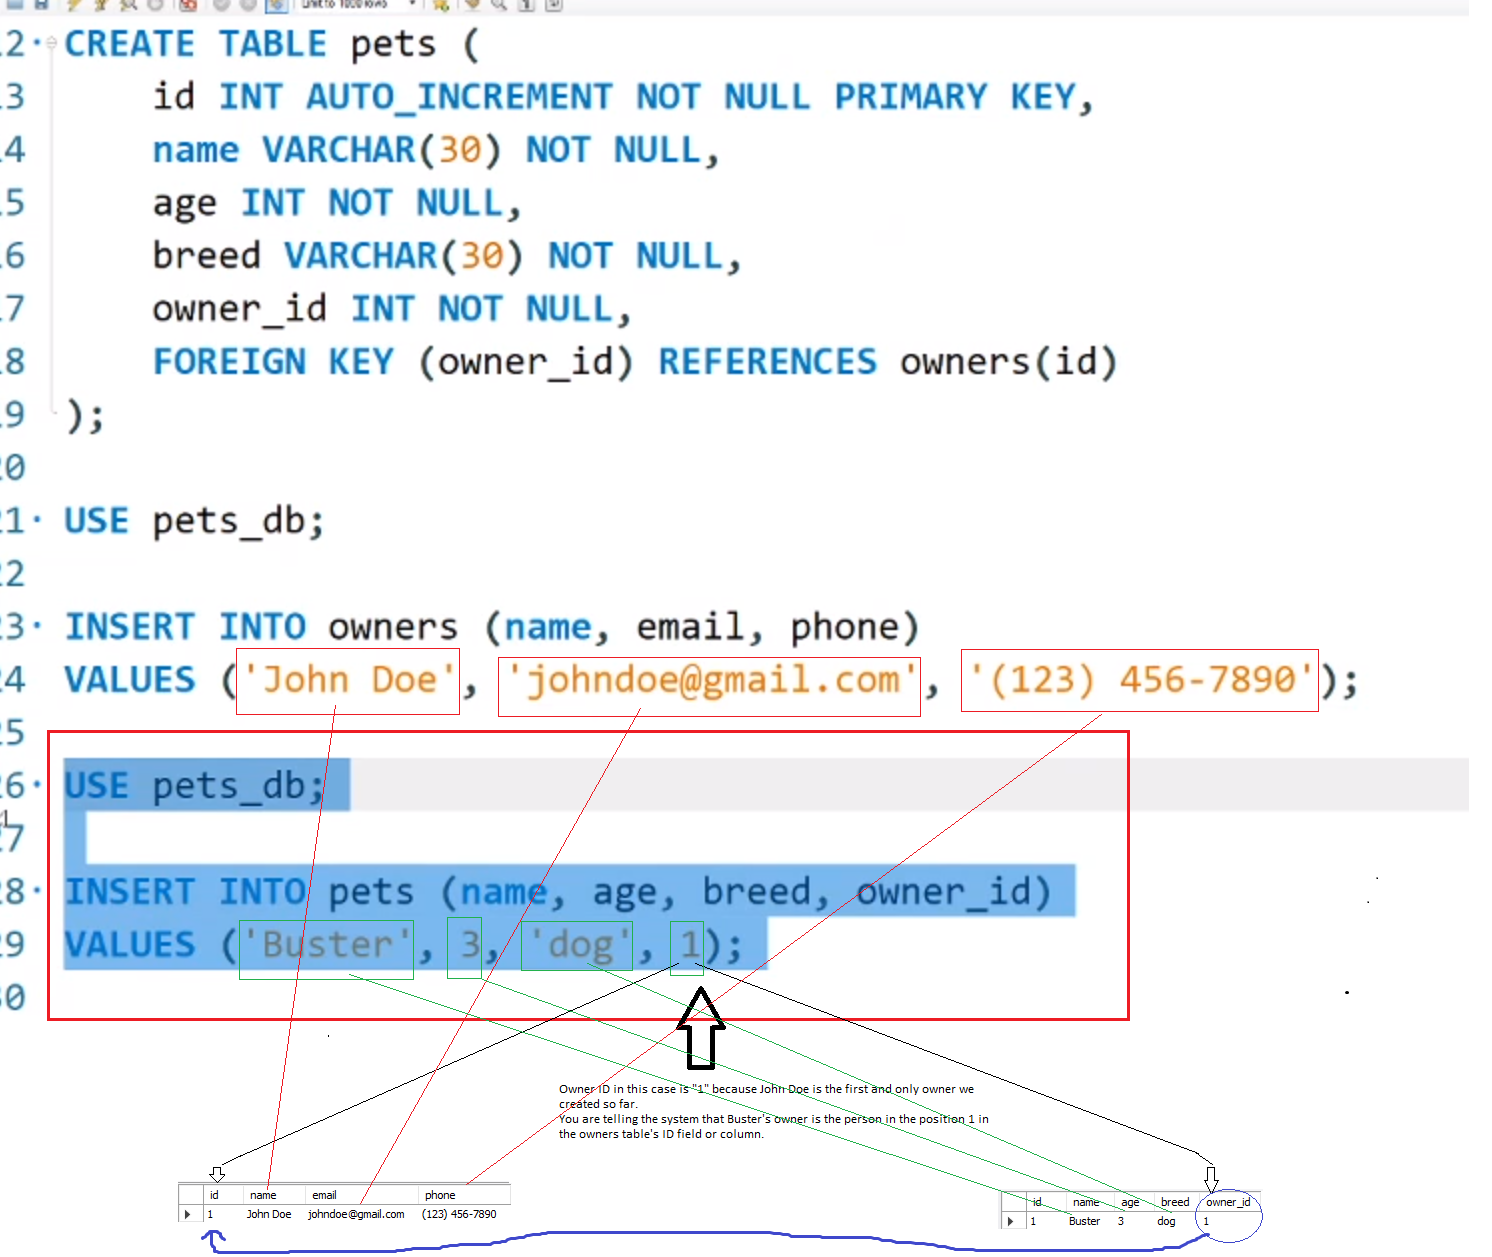 Limit to 1000 rows
12 CREATE TABLE pets (
13 id INT AUTO_INCREMENT NOT NULL PRIMARY KEY,
14 name VARCHAR(30) NOT NULL,
15 age INT NOT NULL,
16 breed VARCHAR(30) NOT NULL,
17 owner_id INT NOT NULL,
18 FOREIGN KEY (owner_id) REFERENCES owners(id)
19 );
20
21 USE pets_db;
22
23 INSERT INTO owners (name, email, phone)
24 VALUES ('John Doe', 'johndoe@gmail.com', '(123) 456-7890');
25
26 USE pets_db;
27
28 INSERT INTO pets (name, age, breed, owner_id)
29 VALUES ('Buster', 3, 'dog', 1);
30
Owner ID in this case is "1" because John Doe is the first and only owner we
created so far.
You are telling the system that Buster's owner is the person in the position 1 in
the owners table's ID field or column.
id name email phone
1 John Doe johndoe@gmail.com (123) 456-7890
id name age breed owner_id
1 Buster 3 dog 1